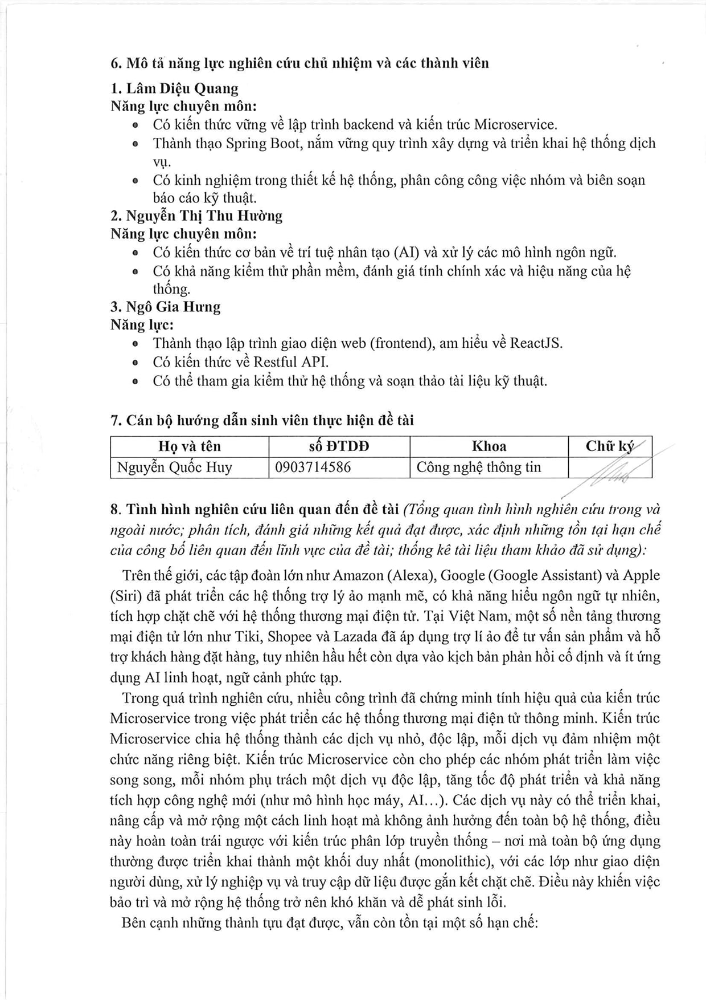 6. Mô tả năng lực nghiên cứu chủ nhiệm và các thành viên
1. Lâm Diệu Quang
Năng lực chuyên môn:
• Có kiến thức vững về lập trình backend và kiến trúc Microservice.
• Thành thạo Spring Boot, nắm vững quy trình xây dựng và triển khai hệ thống dịch
vụ.
• Có kinh nghiệm trong thiết kế hệ thống, phân công công việc nhóm và biên soạn
báo cáo kỹ thuật.
2. Nguyễn Thị Thu Hường
Năng lực chuyên môn:
• Có kiến thức cơ bản về trí tuệ nhân tạo (AI) và xử lý các mô hình ngôn ngữ.
• Có khả năng kiểm thử phần mềm, đánh giá tính chính xác và hiệu năng của hệ
thống.
3. Ngô Gia Hưng
Năng lực:
• Thành thạo lập trình giao diện web (frontend), am hiểu về ReactJS.
• Có kiến thức về Restful API.
• Có thể tham gia kiểm thử hệ thống và soạn thảo tài liệu kỹ thuật.
7. Cán bộ hướng dẫn sinh viên thực hiện đề tài
Họ và tên số ĐTDĐ Khoa Chữ ký
Nguyễn Quốc Huy 0903714586 Công nghệ thông tin
8. Tình hình nghiên cứu liên quan đến đề tài (Tổng quan tình hình nghiên cứu trong và
ngoài nước; phân tích, đánh giá những kết quả đạt được, xác định những tồn tại hạn chế
của công bố liên quan đến lĩnh vực của đề tài; thống kê tài liệu tham khảo đã sử dụng):
Trên thế giới, các tập đoàn lớn như Amazon (Alexa), Google (Google Assistant) và Apple
(Siri) đã phát triển các hệ thống trợ lý ảo mạnh mẽ, có khả năng hiểu ngôn ngữ tự nhiên,
tích hợp chặt chẽ với hệ thống thương mại điện tử. Tại Việt Nam, một số nền tảng thương
mại điện tử lớn như Tiki, Shopee và Lazada đã áp dụng trợ lí ảo để tư vấn sản phẩm và hỗ
trợ khách hàng đặt hàng, tuy nhiên hầu hết còn dựa vào kịch bản phản hồi cố định và ít ứng
dụng AI linh hoạt, ngữ cảnh phức tạp.
Trong quá trình nghiên cứu, nhiều công trình đã chứng minh tính hiệu quả của kiến trúc
Microservice trong việc phát triển các hệ thống thương mại điện tử thông minh. Kiến trúc
Microservice chia hệ thống thành các dịch vụ nhỏ, độc lập, mỗi dịch vụ đảm nhiệm một
chức năng riêng biệt. Kiến trúc Microservice còn cho phép các nhóm phát triển làm việc
song song, mỗi nhóm phụ trách một dịch vụ độc lập, tăng tốc độ phát triển và khả năng
tích hợp công nghệ mới (như mô hình học máy, AI…). Các dịch vụ này có thể triển khai,
nâng cấp và mở rộng một cách linh hoạt mà không ảnh hưởng đến toàn bộ hệ thống, điều
này hoàn toàn trái ngược với kiến trúc phân lớp truyền thống – nơi mà toàn bộ ứng dụng
thường được triển khai thành một khối duy nhất (monolithic), với các lớp như giao diện
người dùng, xử lý nghiệp vụ và truy cập dữ liệu được gắn kết chặt chẽ. Điều này khiến việc
bảo trì và mở rộng hệ thống trở nên khó khăn và dễ phát sinh lỗi.
Bên cạnh những thành tựu đạt được, vẫn còn tồn tại một số hạn chế: